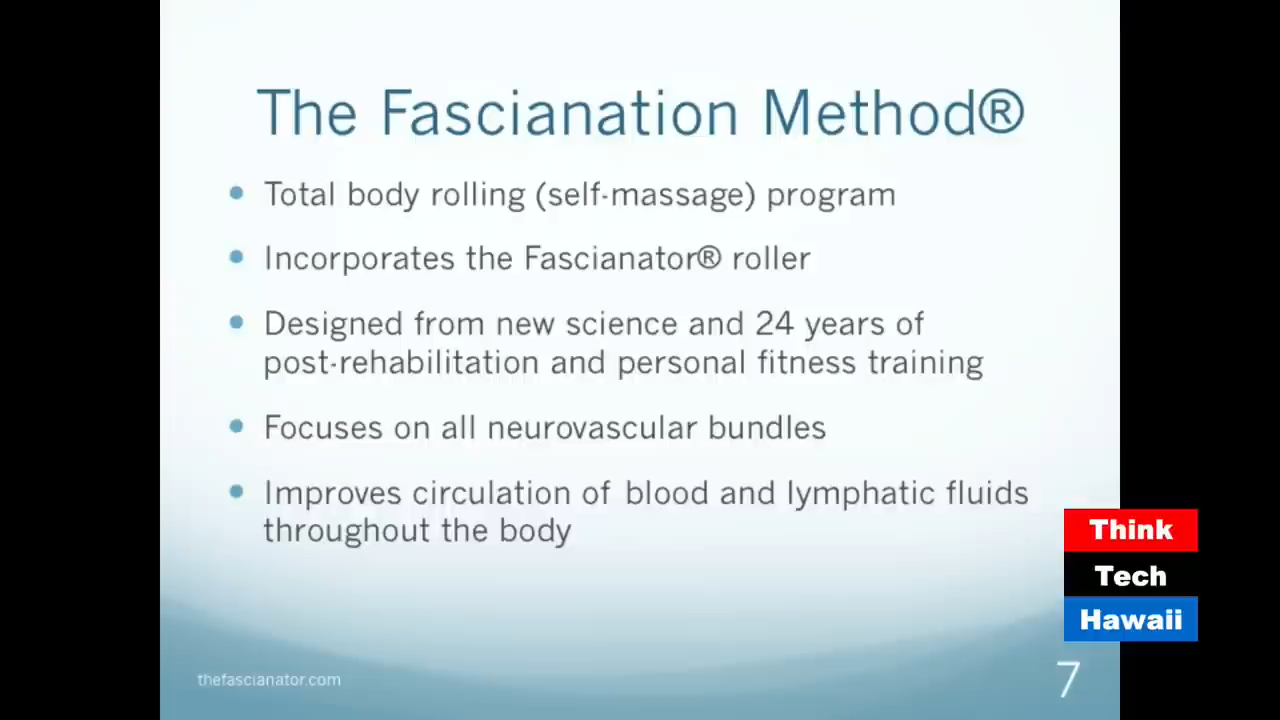 The Fascianation Method®
Total body rolling (self-massage) program
Incorporates the Fascianator® roller
Designed from new science and 24 years of
post-rehabilitation and personal fitness training
Focuses on all neurovascular bundles
Improves circulation of blood and lymphatic fluids
throughout the body
Think
Tech
Hawaii
thefascianator.com
7